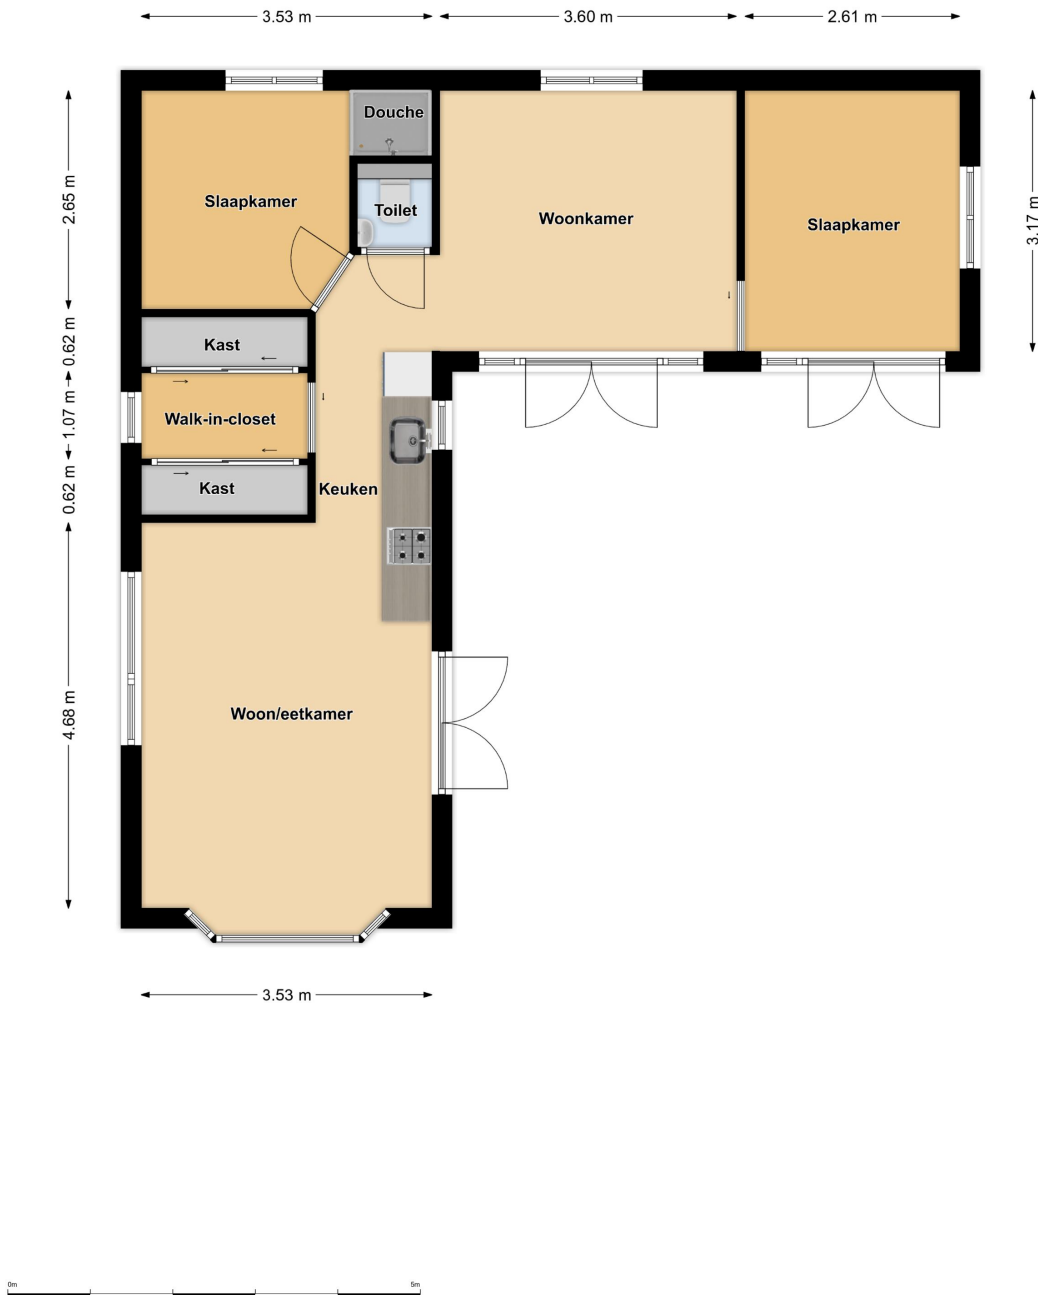 3.53 m
3.60 m
2.61 m
Douche
2.65 m
Slaapkamer
Toilet
Woonkamer
Slaapkamer
3.17 m
0.62 m
Kast
1.07 m
Walk-in-closet
0.62 m
Kast
Keuken
4.68 m
Woon/eetkamer
3.53 m
0m
5m